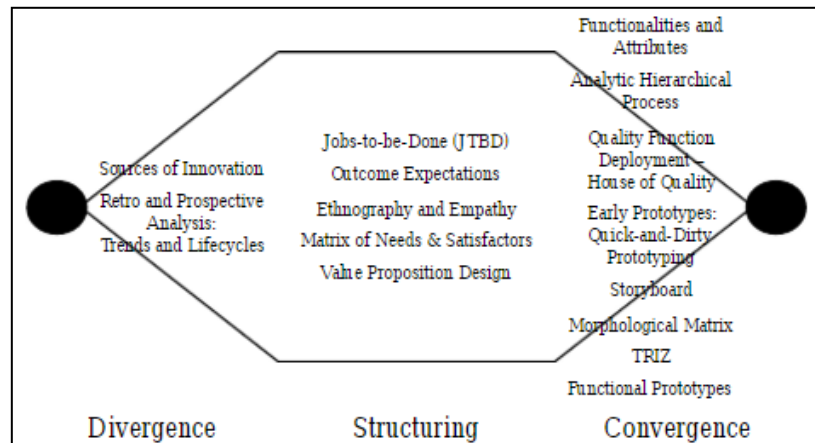 Sources of Innovation
Retro and Prospective
Analysis:
Trends and Lifecycles
Jobs-to-be-Done (JTBD)
Outcome Expectations
Ethnography and Empathy
Matrix of Needs & Satisfactors
Value Proposition Design
Functionalities and
Attributes
Analytic Hierarchical
Process
Quality Function
Deployment –
House of Quality
Early Prototypes:
Quick-and-Dirty
Prototyping
Storyboard
Morphological Matrix
TRIZ
Functional Prototypes
Divergence
Structuring
Convergence